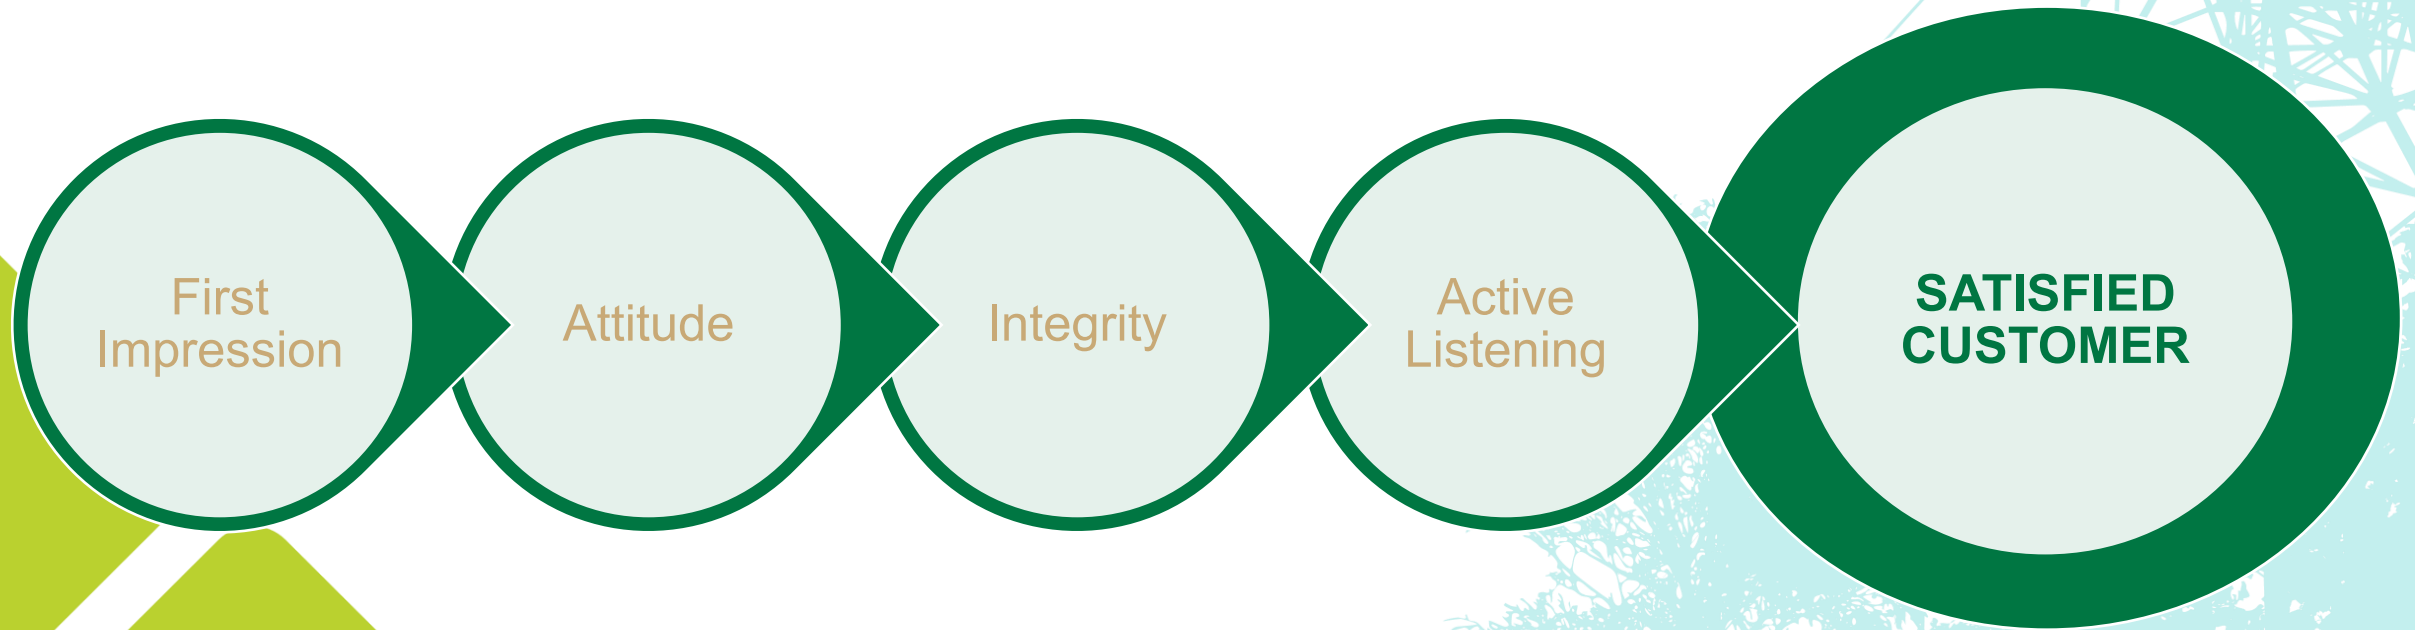 First
Impression
Attitude
Integrity
Active
Listening
SATISFIED
CUSTOMER